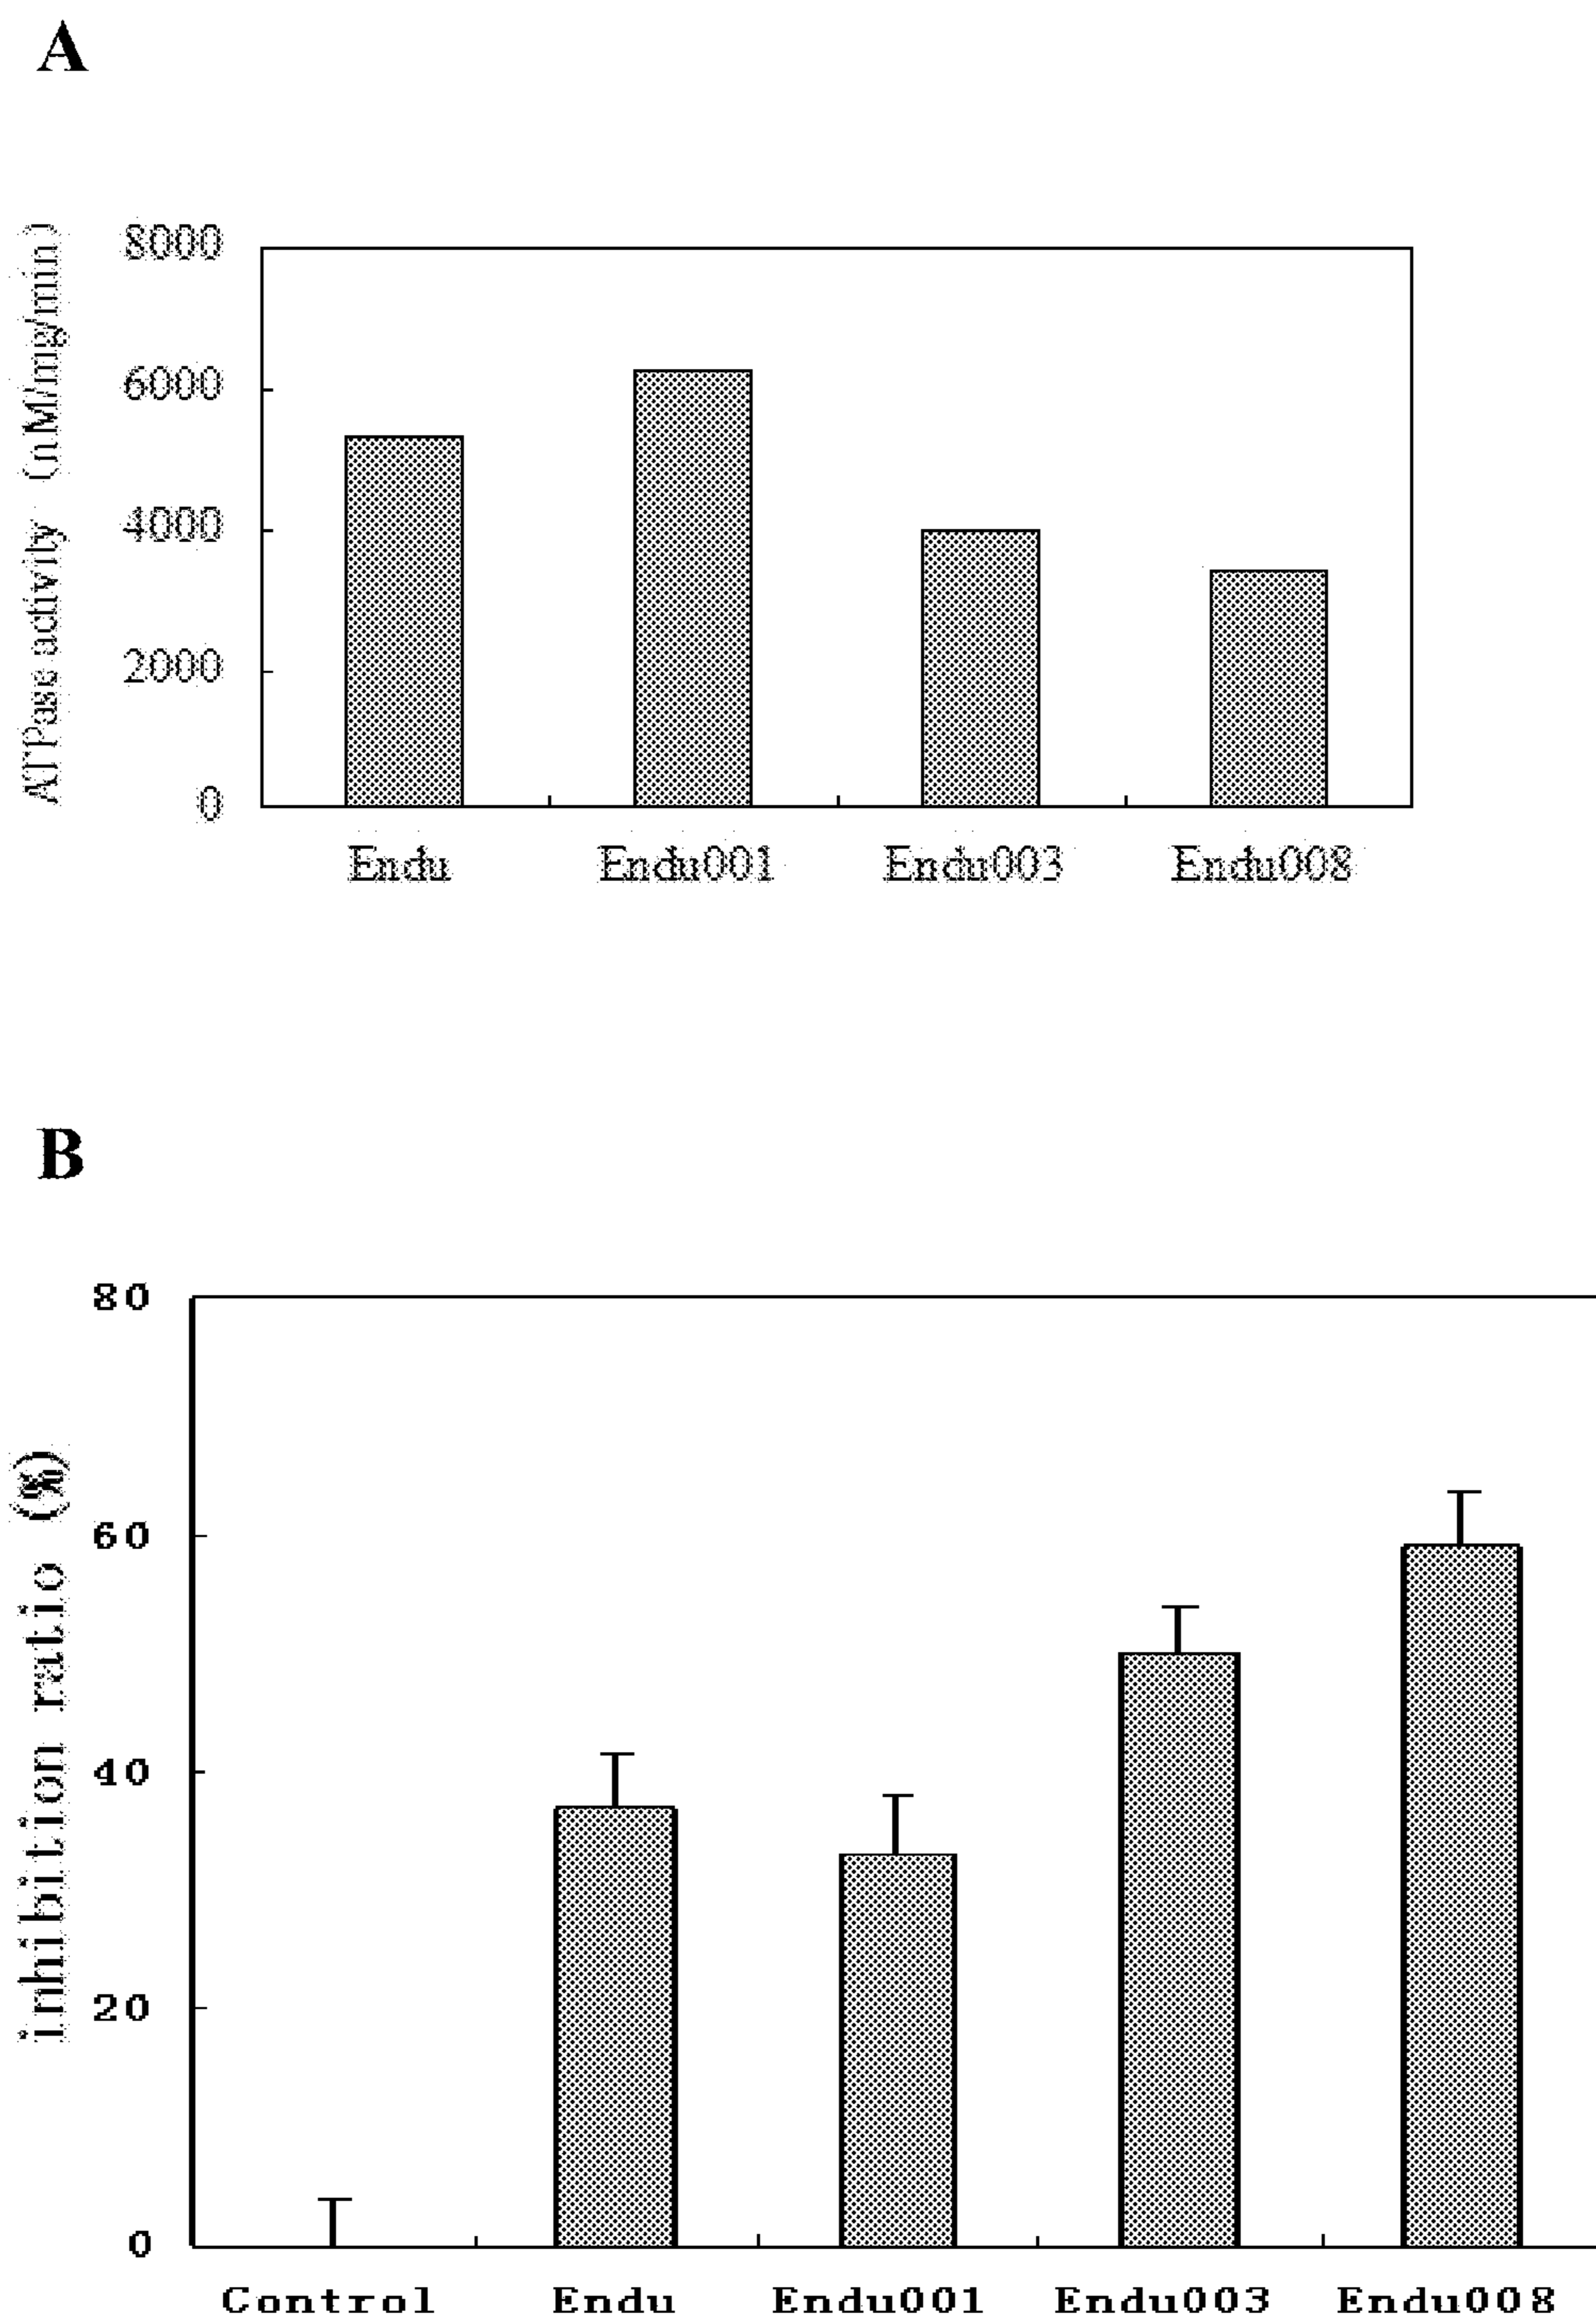 A
ATPase activity (nM/mg/min)
8000
6000
4000
2000
0
Endu Endu001 Endu003 Endu008
B
inhibition ratio (%)
80
60
40
20
0
Control Endu Endu001 Endu003 Endu008